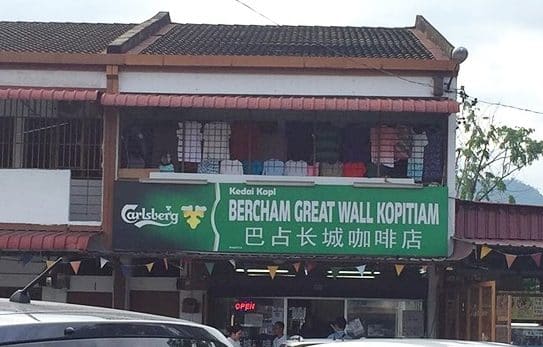 Kedai Kopi
Carlsberg
BERCHAM GREAT WALL KOPITIAM
巴占长城咖啡店
OPEN